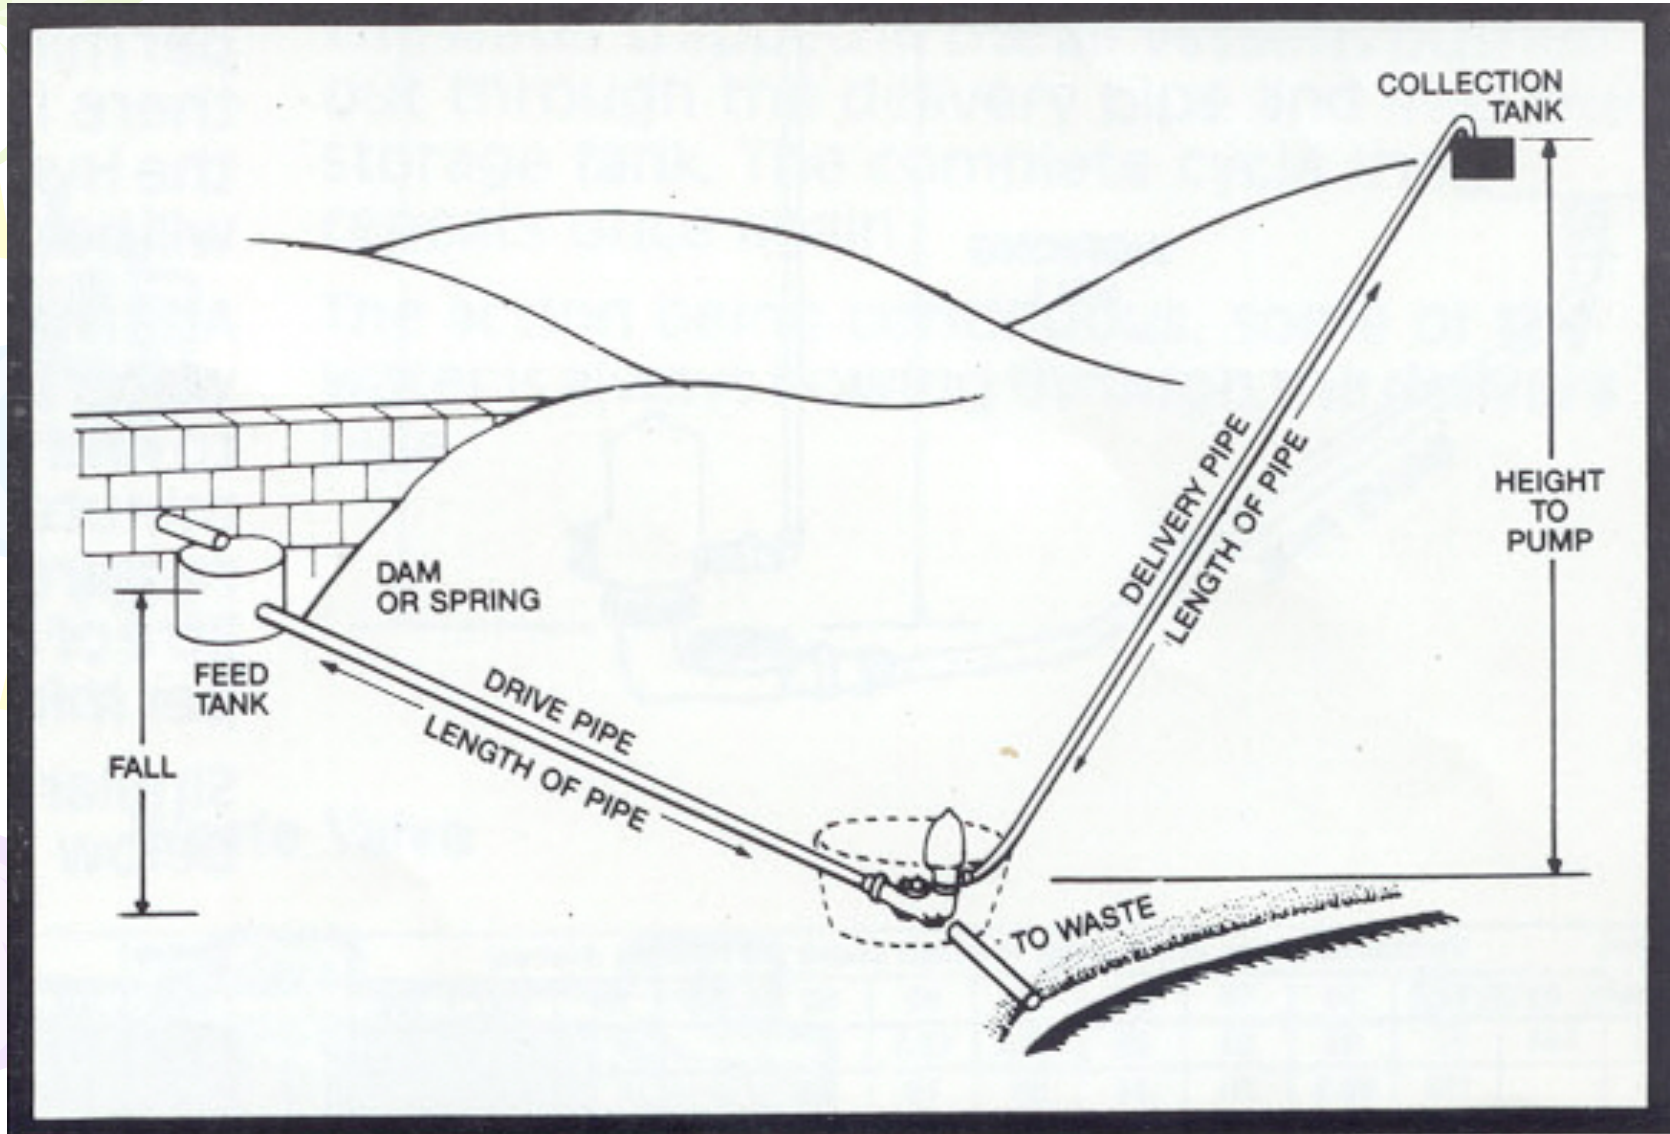 COLLECTION
TANK
HEIGHT
TO
PUMP
DELIVERY PIPE
LENGTH OF PIPE
DAM
OR SPRING
FEED
TANK
DRIVE PIPE
LENGTH OF PIPE
FALL
TO WASTE